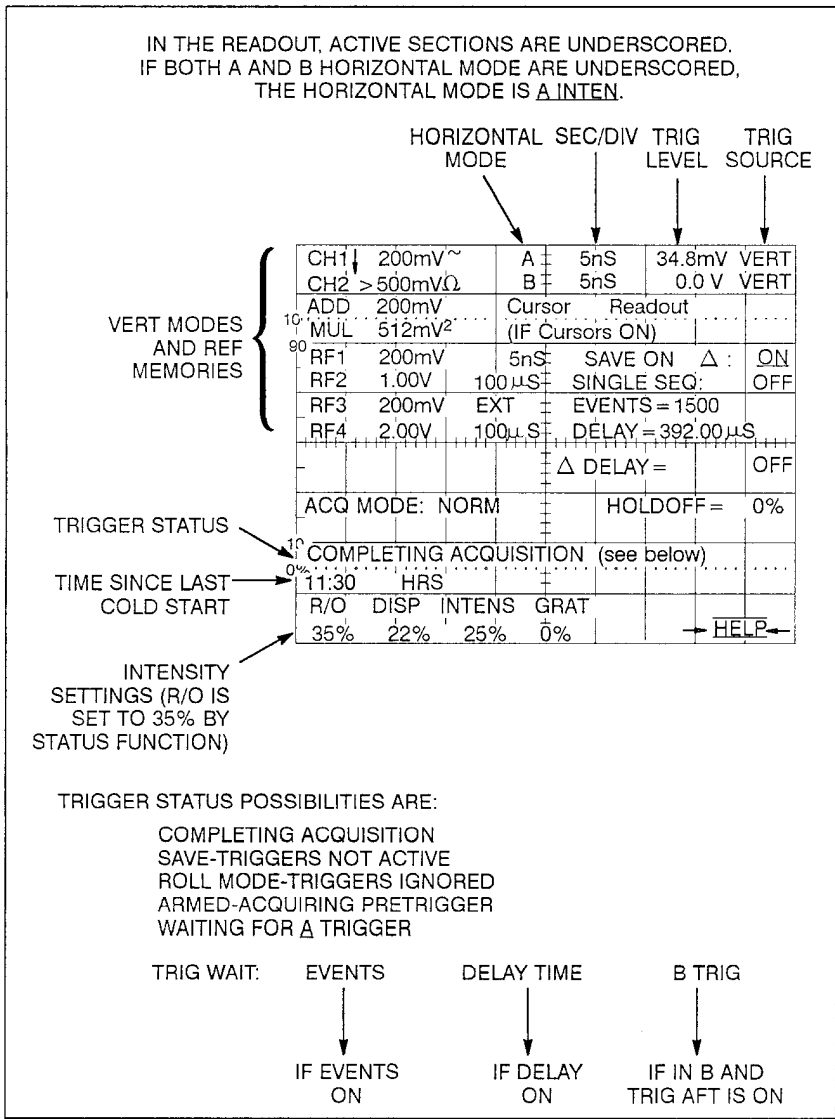 IN THE READOUT, ACTIVE SECTIONS ARE UNDERSCORED.
IF BOTH A AND B HORIZONTAL MODE ARE UNDERSCORED,
THE HORIZONTAL MODE IS A INTEN.
HORIZONTAL MODE
SEC/DIV
TRIG LEVEL
TRIG SOURCE
VERT MODES
AND REF
MEMORIES
CH1↓ 200mV~ A 5nS 34.8mV VERT
CH2 >500mVΩ B 5nS 0.0 V VERT
ADD 200mV Cursor Readout
10
MUL 512mV² (IF Cursors ON)
90
RF1 200mV 5nS SAVE ON Δ : ON
RF2 1.00V 100µS SINGLE SEQ: OFF
RF3 200mV EXT EVENTS=1500
RF4 2.00V 100µS DELAY=392.00µS
Δ DELAY= OFF
ACQ MODE: NORM HOLDOFF= 0%
TRIGGER STATUS
10
COMPLETING ACQUISITION (see below)
0%
TIME SINCE LAST
COLD START
11:30 HRS
R/O DISP INTENS GRAT
35% 22% 25% 0% →HELP←
INTENSITY
SETTINGS (R/O IS
SET TO 35% BY
STATUS FUNCTION)
TRIGGER STATUS POSSIBILITIES ARE:
COMPLETING ACQUISITION
SAVE-TRIGGERS NOT ACTIVE
ROLL MODE-TRIGGERS IGNORED
ARMED-ACQUIRING PRETRIGGER
WAITING FOR A TRIGGER
TRIG WAIT: EVENTS DELAY TIME B TRIG
IF EVENTS
ON
IF DELAY
ON
IF IN B AND
TRIG AFT IS ON